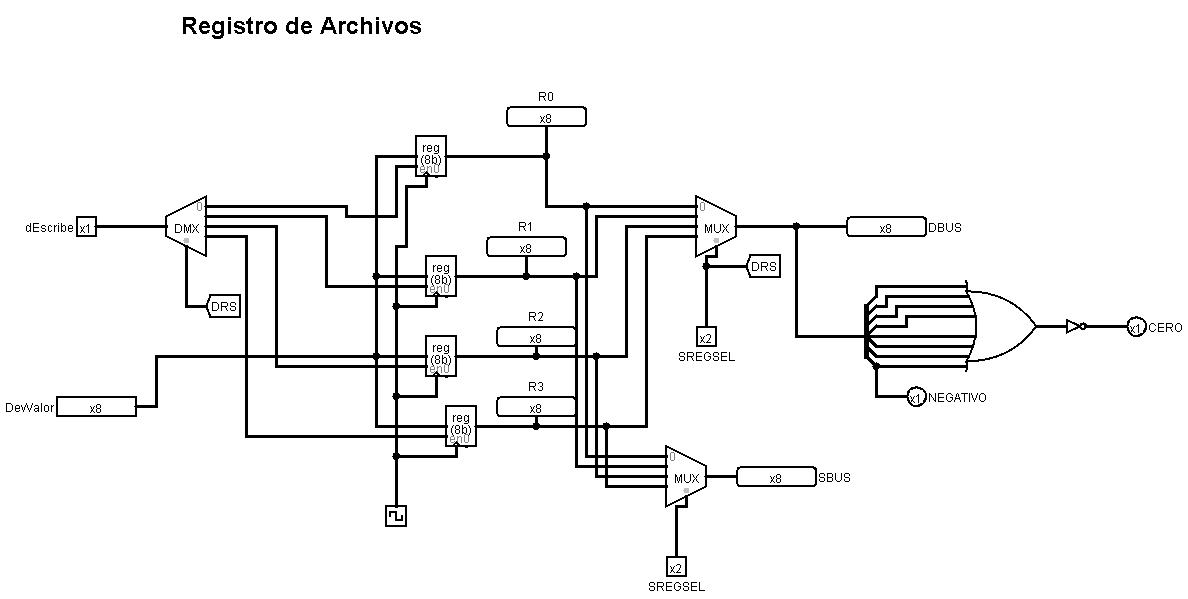 Registro de Archivos
R0
x8
reg
(8b)
en0
dEscribe x1
0
DMX
0
MUX
x8 DBUS
R1
x8
reg
(8b)
en0
DRS
DRS
R2
x8
x2
SREGSEL
x1 CERO
reg
(8b)
en0
R3
x8
DeWalor x8
x1 NEGATIVO
reg
(8b)
en0
0
MUX
x8 SBUS
x2
SREGSEL